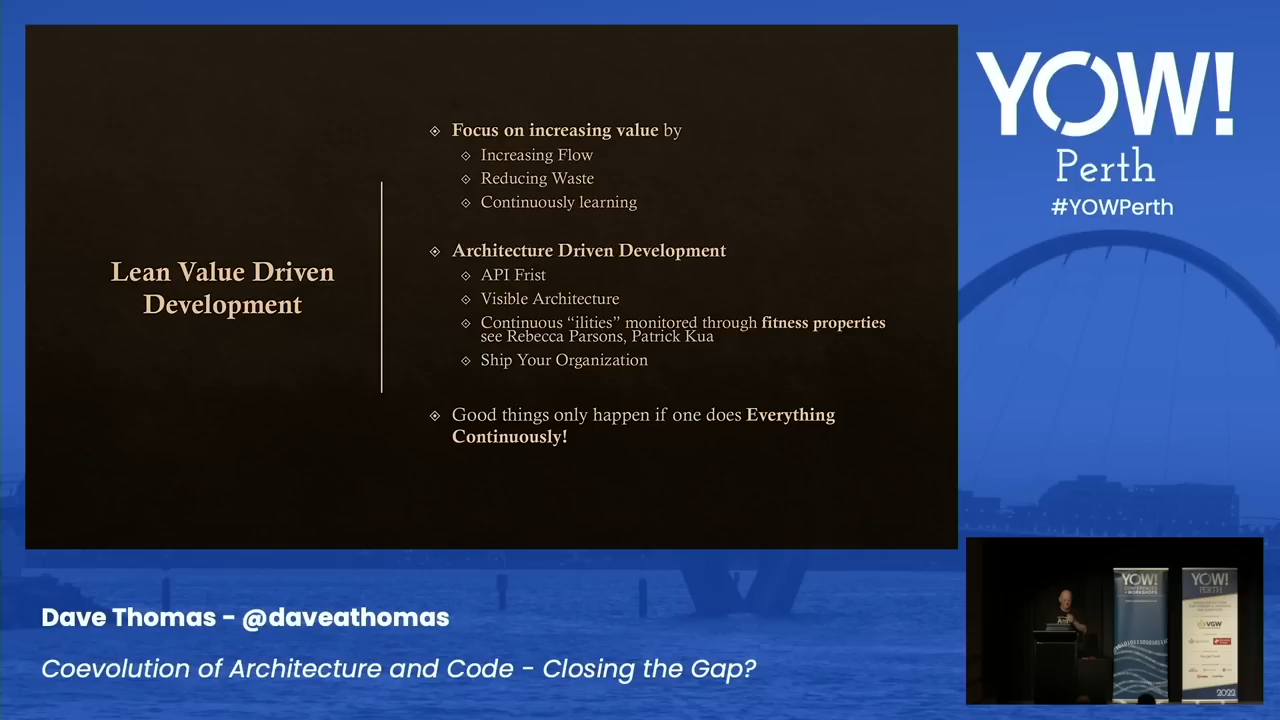 Lean Value Driven
Development
Focus on increasing value by
Increasing Flow
Reducing Waste
Continuously learning
Architecture Driven Development
API Frist
Visible Architecture
Continuous “ilities” monitored through fitness properties
see Rebecca Parsons, Patrick Kua
Ship Your Organization
Good things only happen if one does Everything
Continuously!
YOW!
Perth
#YOWPerth
YOW!
YOW!
PERTH
VGW
2022
Dave Thomas - @daveathomas
Coevolution of Architecture and Code - Closing the Gap?